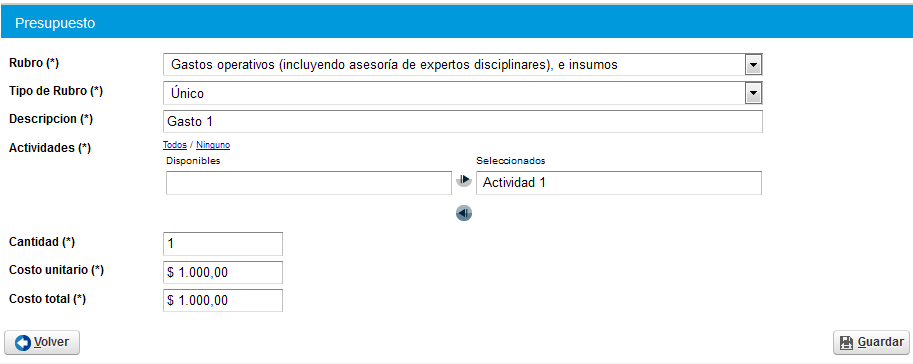 Presupuesto
Rubro (*) Gastos operativos (incluyendo asesoría de expertos disciplinares), e insumos
Tipo de Rubro (*) Único
Descripcion (*) Gasto 1
Actividades (*) Todos / Ninguno
Disponibles Seleccionados
Actividad 1
Cantidad (*) 1
Costo unitario (*) $ 1.000,00
Costo total (*) $ 1.000,00
Volver Guardar